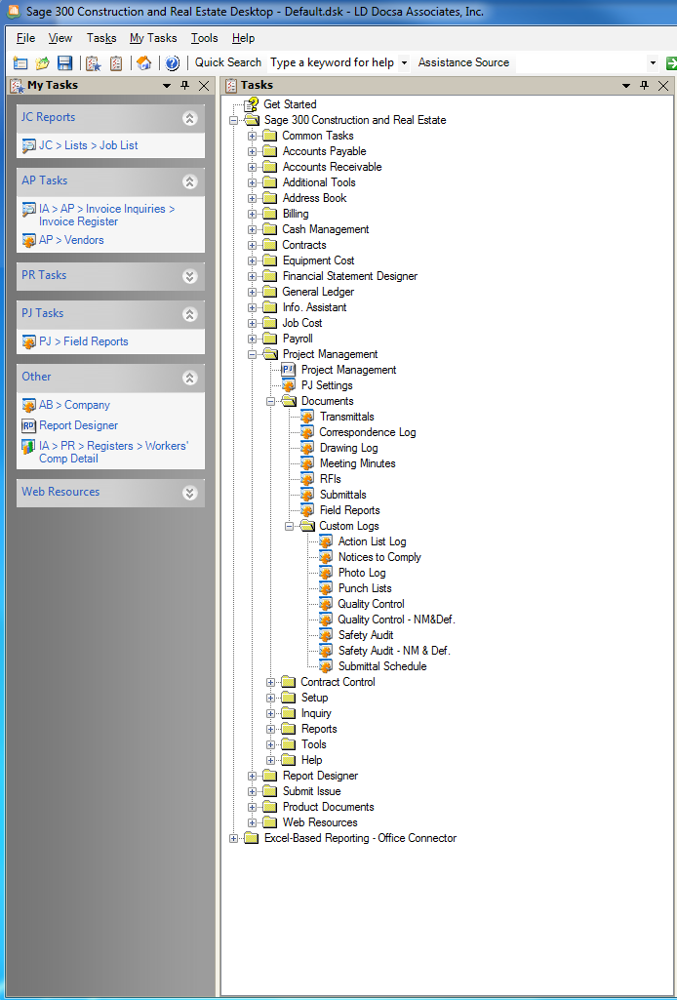 Sage 300 Construction and Real Estate Desktop - Default.dsk - LD Docsa Associates, Inc.
File View Tasks My Tasks Tools Help
Quick Search Type a keyword for help Assistance Source
My Tasks
JC Reports
JC > Lists > Job List
AP Tasks
IA > AP > Invoice Inquiries >
Invoice Register
AP > Vendors
PR Tasks
PJ Tasks
PJ > Field Reports
Other
AB > Company
RD Report Designer
IA > PR > Registers > Workers'
Comp Detail
Web Resources
Tasks
Get Started
Sage 300 Construction and Real Estate
Common Tasks
Accounts Payable
Accounts Receivable
Additional Tools
Address Book
Billing
Cash Management
Contracts
Equipment Cost
Financial Statement Designer
General Ledger
Info. Assistant
Job Cost
Payroll
Project Management
PJ Project Management
PJ Settings
Documents
Transmittals
Correspondence Log
Drawing Log
Meeting Minutes
RFIs
Submittals
Field Reports
Custom Logs
Action List Log
Notices to Comply
Photo Log
Punch Lists
Quality Control
Quality Control - NM&Def.
Safety Audit
Safety Audit - NM & Def.
Submittal Schedule
Contract Control
Setup
Inquiry
Reports
Tools
Help
Report Designer
Submit Issue
Product Documents
Web Resources
Excel-Based Reporting - Office Connector